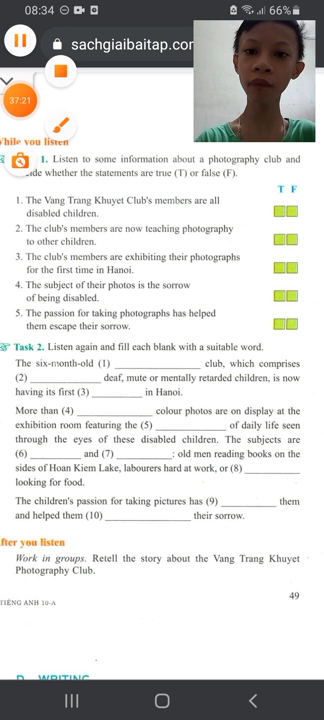 08:34
66%
sachgiaibaitap.cor
37:21
While you listen
1. Listen to some information about a photography club and
ide whether the statements are true (T) or false (F).
T F
1. The Vang Trang Khuyet Club's members are all
disabled children.
2. The club's members are now teaching photography
to other children.
3. The club's members are exhibiting their photographs
for the first time in Hanoi.
4. The subject of their photos is the sorrow
of being disabled.
5. The passion for taking photographs has helped
them escape their sorrow.
Task 2. Listen again and fill each blank with a suitable word.
The six-month-old (1) ______________ club, which comprises
(2) ____________ deaf, mute or mentally retarded children, is now
having its first (3) _________ in Hanoi.
More than (4) _____________ colour photos are on display at the
exhibition room featuring the (5) ____________ of daily life seen
through the eyes of these disabled children. The subjects are
(6) _________ and (7) __________: old men reading books on the
sides of Hoan Kiem Lake, labourers hard at work, or (8) __________
looking for food.
The children's passion for taking pictures has (9) __________ them
and helped them (10) _______________ their sorrow.
fter you listen
Work in groups. Retell the story about the Vang Trang Khuyet
Photography Club.
TIẾNG ANH 10-A
49
D. WRITING